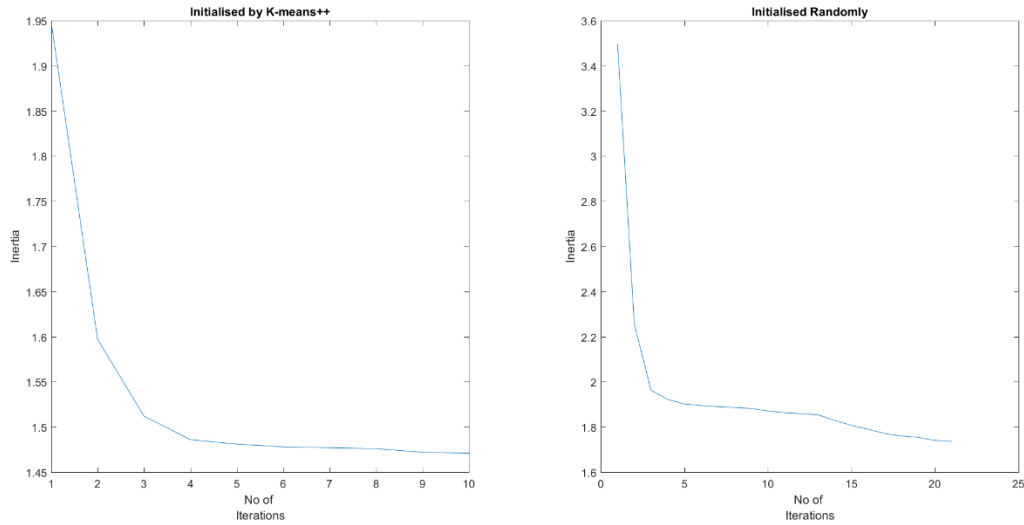 Initialised by K-means++
1.95
1.9
1.85
1.8
1.75
1.7
1.65
1.6
1.55
1.5
1.45
Inertia
1 2 3 4 5 6 7 8 9 10
No of
Iterations
Initialised Randomly
3.6
3.4
3.2
3
2.8
2.6
2.4
2.2
2
1.8
1.6
Inertia
0 5 10 15 20 25
No of
Iterations